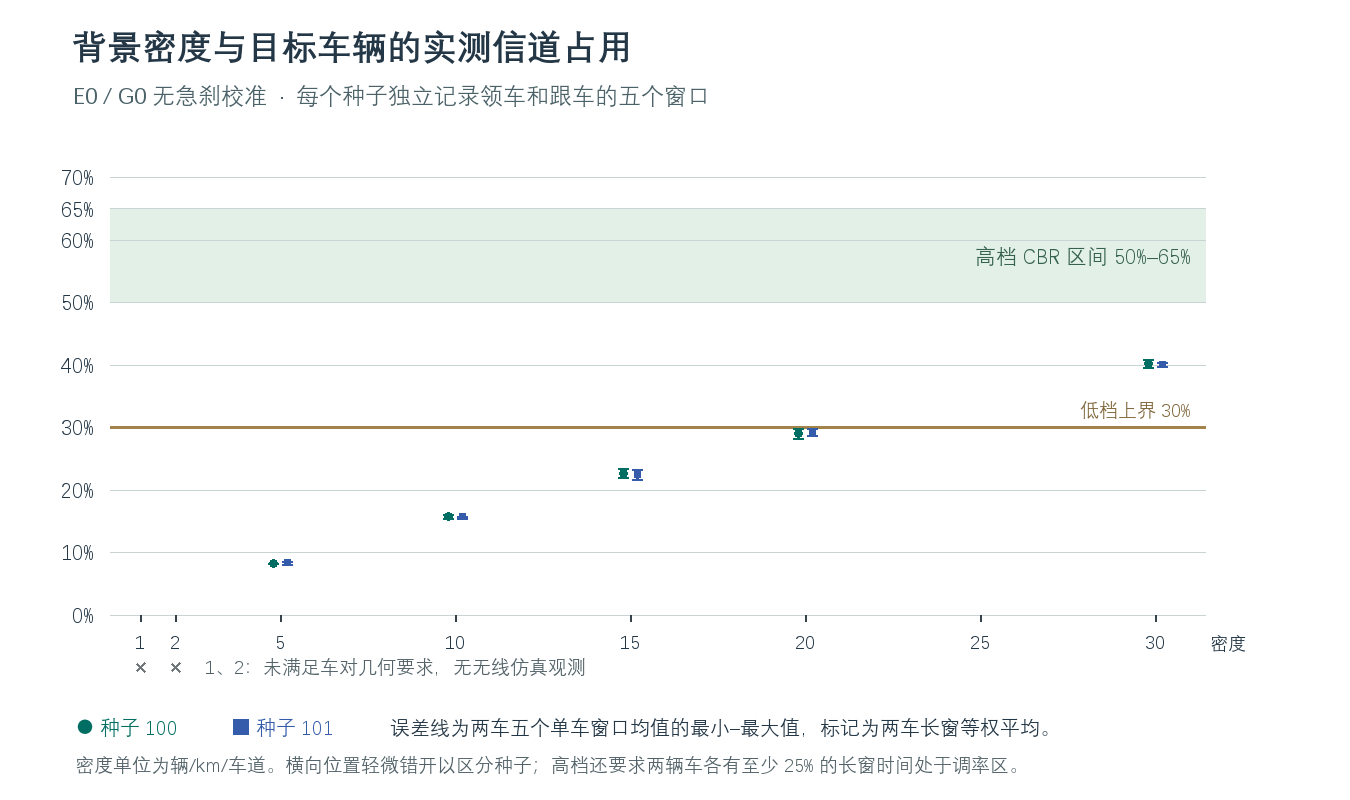 背景密度与目标车辆的实测信道占用
E0 / G0 无急刹校准 · 每个种子独立记录领车和跟车的五个窗口
70%
65%
60%
高档 CBR 区间 50%–65%
50%
40%
低档上界 30%
30%
20%
10%
0%
1 2 5 10 15 20 25 30 密度
× × 1、2：未满足车对几何要求，无无线仿真观测
种子 100 种子 101 误差线为两车五个单车窗口均值的最小–最大值，标记为两车长窗等权平均。
密度单位为辆/km/车道。横向位置轻微错开以区分种子；高档还要求两辆车各有至少 25% 的长窗时间处于调率区。